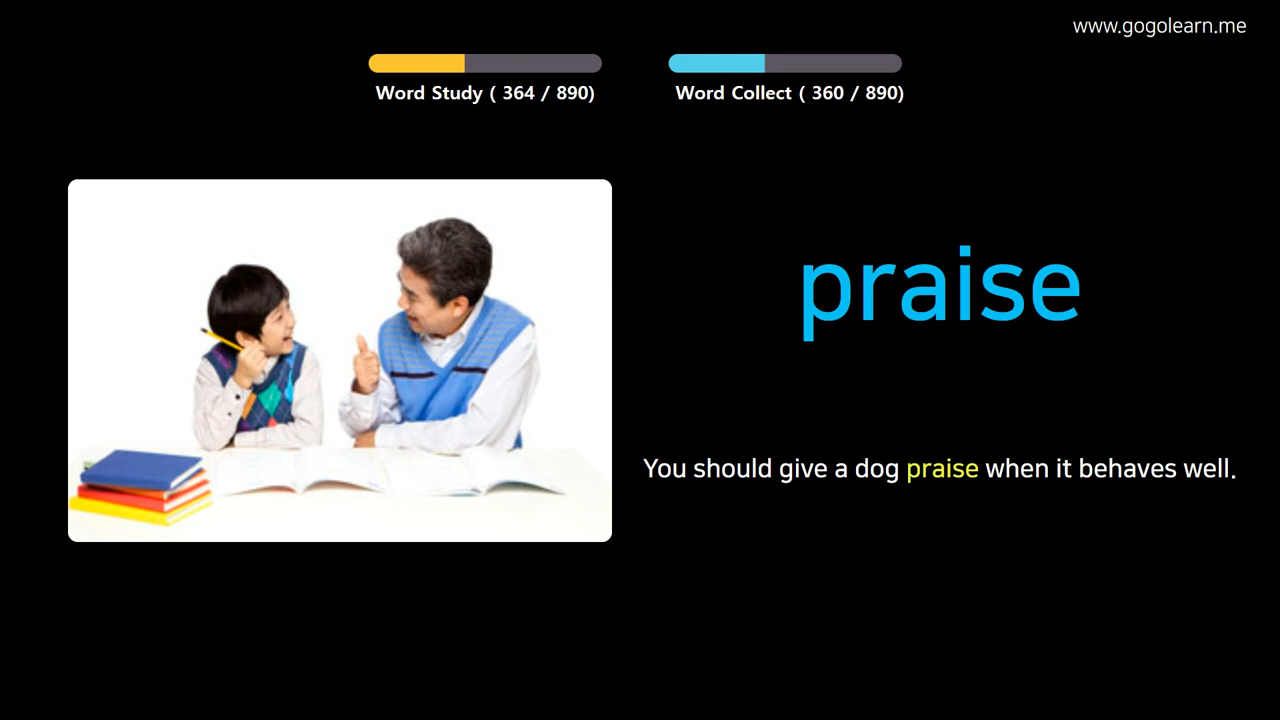 www.gogolearn.me
Word Study ( 364 / 890)
Word Collect ( 360 / 890)
praise
You should give a dog praise when it behaves well.